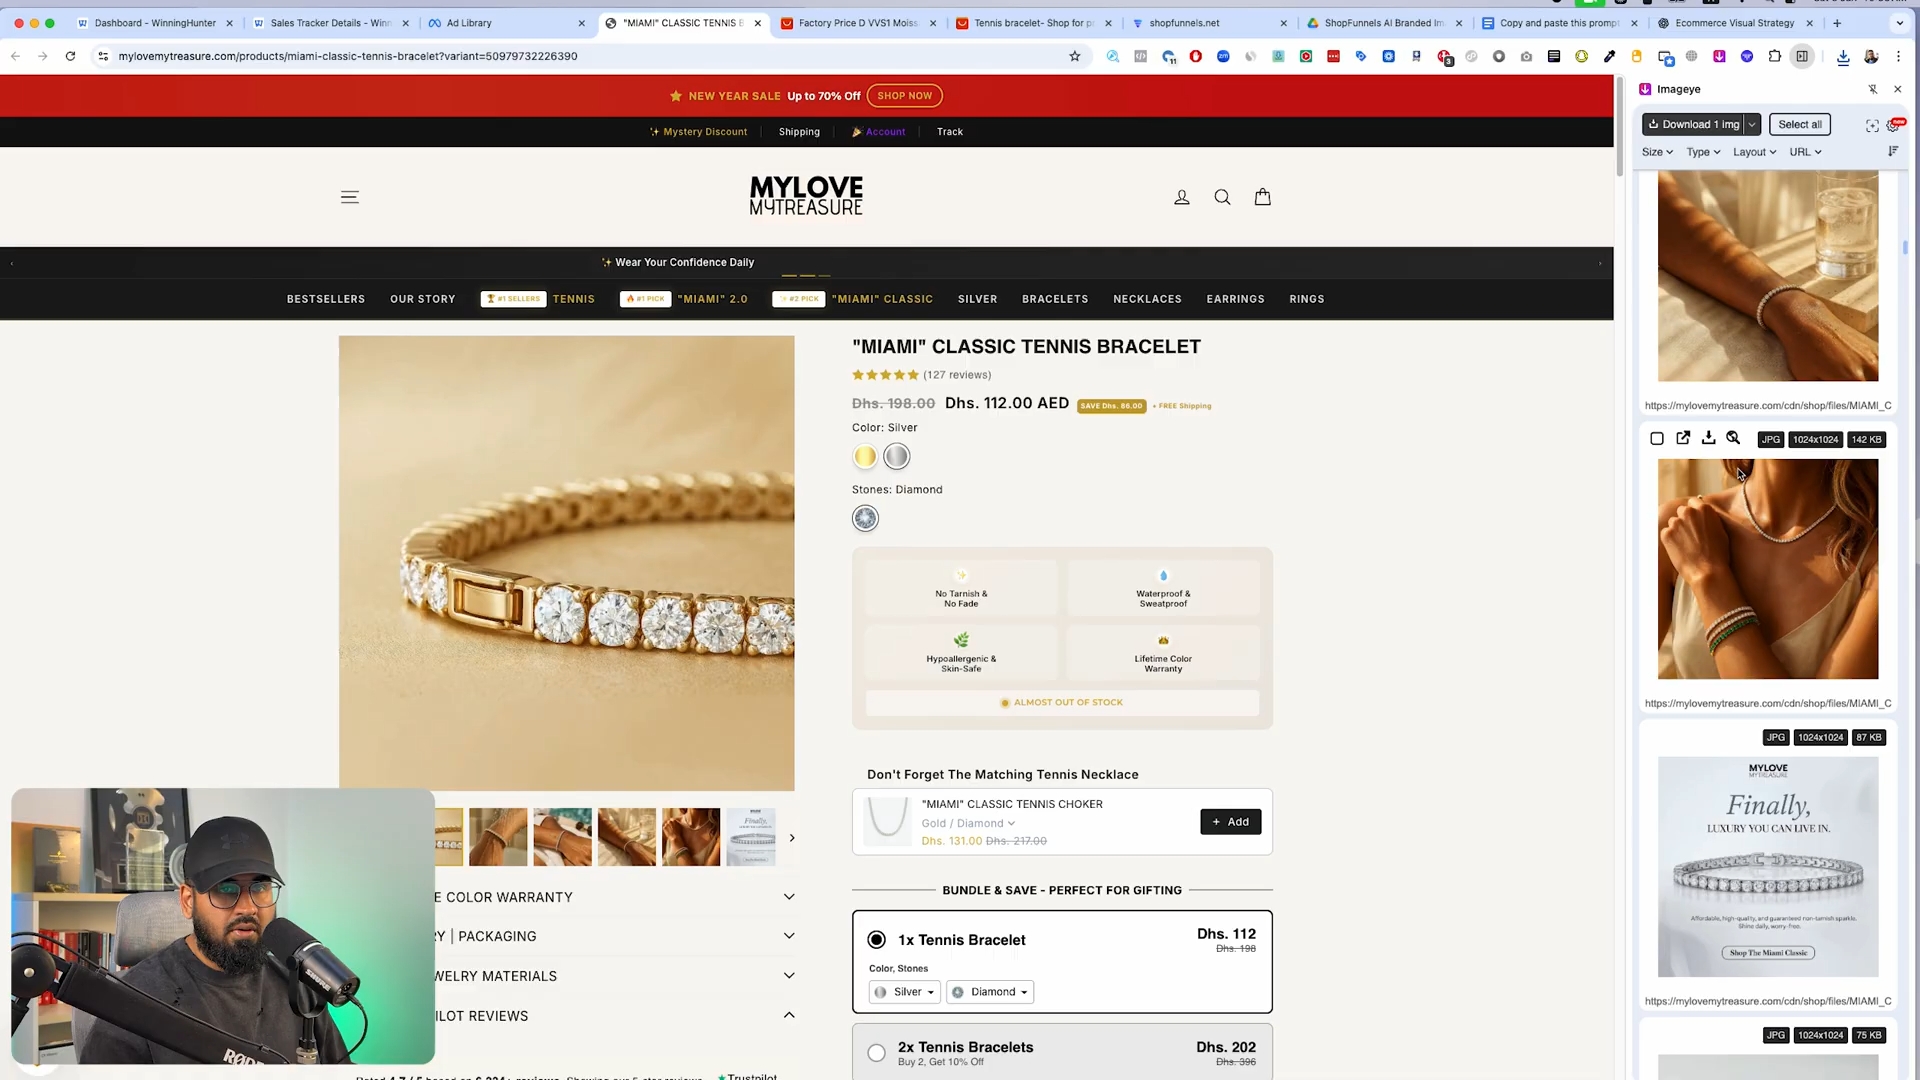 Dashboard - WinningHunter
Sales Tracker Details - Winn
Ad Library
"MIAMI" CLASSIC TENNIS B
Factory Price D VVS1 Moiss
Tennis bracelet- Shop for pr
shopfunnels.net
ShopFunnels AI Branded Im
Copy and paste this prompt
Ecommerce Visual Strategy
mylovemytreasure.com/products/miami-classic-tennis-bracelet?variant=50979732226390
NEW YEAR SALE Up to 70% Off SHOP NOW
✨ Mystery Discount
Shipping
🎉 Account
Track
MYLOVE
MYTREASURE
✨ Wear Your Confidence Daily
BESTSELLERS
OUR STORY
🏆 #1 SELLERS TENNIS
🔥 #1 PICK "MIAMI" 2.0
✨ #2 PICK "MIAMI" CLASSIC
SILVER
BRACELETS
NECKLACES
EARRINGS
RINGS
"MIAMI" CLASSIC TENNIS BRACELET
(127 reviews)
Dhs. 198.00 Dhs. 112.00 AED SAVE Dhs. 86.00 + FREE Shipping
Color: Silver
Stones: Diamond
No Tarnish &
No Fade
Waterproof &
Sweatproof
Hypoallergenic &
Skin-Safe
Lifetime Color
Warranty
ALMOST OUT OF STOCK
Don't Forget The Matching Tennis Necklace
"MIAMI" CLASSIC TENNIS CHOKER
Gold / Diamond
Dhs. 131.00 Dhs. 217.00
+ Add
BUNDLE & SAVE - PERFECT FOR GIFTING
1x Tennis Bracelet
Dhs. 112
Dhs. 198
Color, Stones
Silver
Diamond
2x Tennis Bracelets
Dhs. 202
Buy 2, Get 10% Off
Dhs. 396
E COLOR WARRANTY
RY | PACKAGING
WELRY MATERIALS
PILOT REVIEWS
Trustpilot
SHURE
Imageye
Download 1 img
Select all
new
Size
Type
Layout
URL
https://mylovemytreasure.com/cdn/shop/files/MIAMI_C
JPG 1024x1024 142 KB
https://mylovemytreasure.com/cdn/shop/files/MIAMI_C
JPG 1024x1024 87 KB
MYLOVE
MYTREASURE
Finally,
LUXURY YOU CAN LIVE IN.
Affordable, high-quality, and guaranteed non-tarnish sparkle.
Shine daily, worry-free.
Shop The Miami Classic
https://mylovemytreasure.com/cdn/shop/files/MIAMI_C
JPG 1024x1024 75 KB